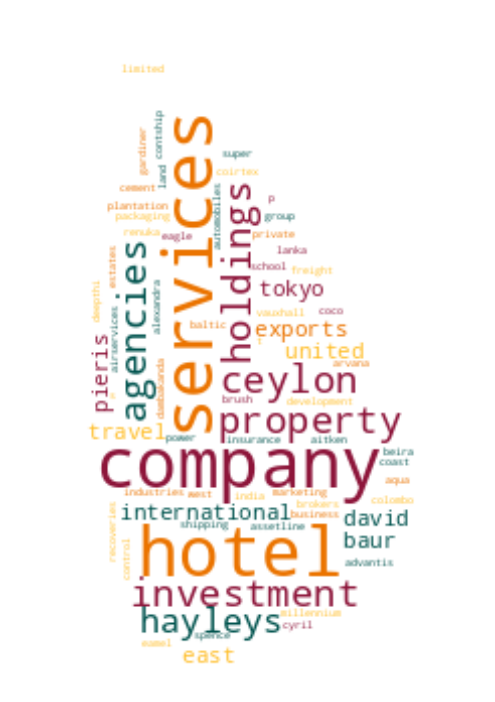 limited
services
gardiner
contship
land
super
coirtex
cement
automobiles
holdings
p
plantation
packaging
group
renuka
eagle
private
agencies
estates
lanka
school
freight
tokyo
deepthi
airservices
alexandra
vauxhall
coco
baltic
exports
pieris
united
arvana
dambakanda
ceylon
brush
development
property
travel
power
insurance
aitken
company
beira
coast
aqua
industries
west
india
marketing
colombo
brokers
international
business
david
shipping
assetline
recoveries
hotel
baur
control
advantis
investment
millennium
hayleys
cyril
spence
eamel
east